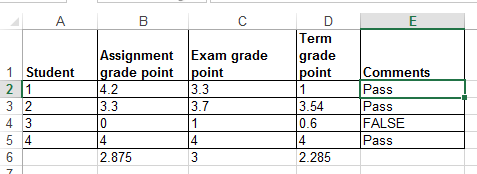 A B C D E
1 Student Assignment grade point Exam grade point Term grade point Comments
2 1 4.2 3.3 1 Pass
3 2 3.3 3.7 3.54 Pass
4 3 0 1 0.6 FALSE
5 4 4 4 4 Pass
6 2.875 3 2.285
7